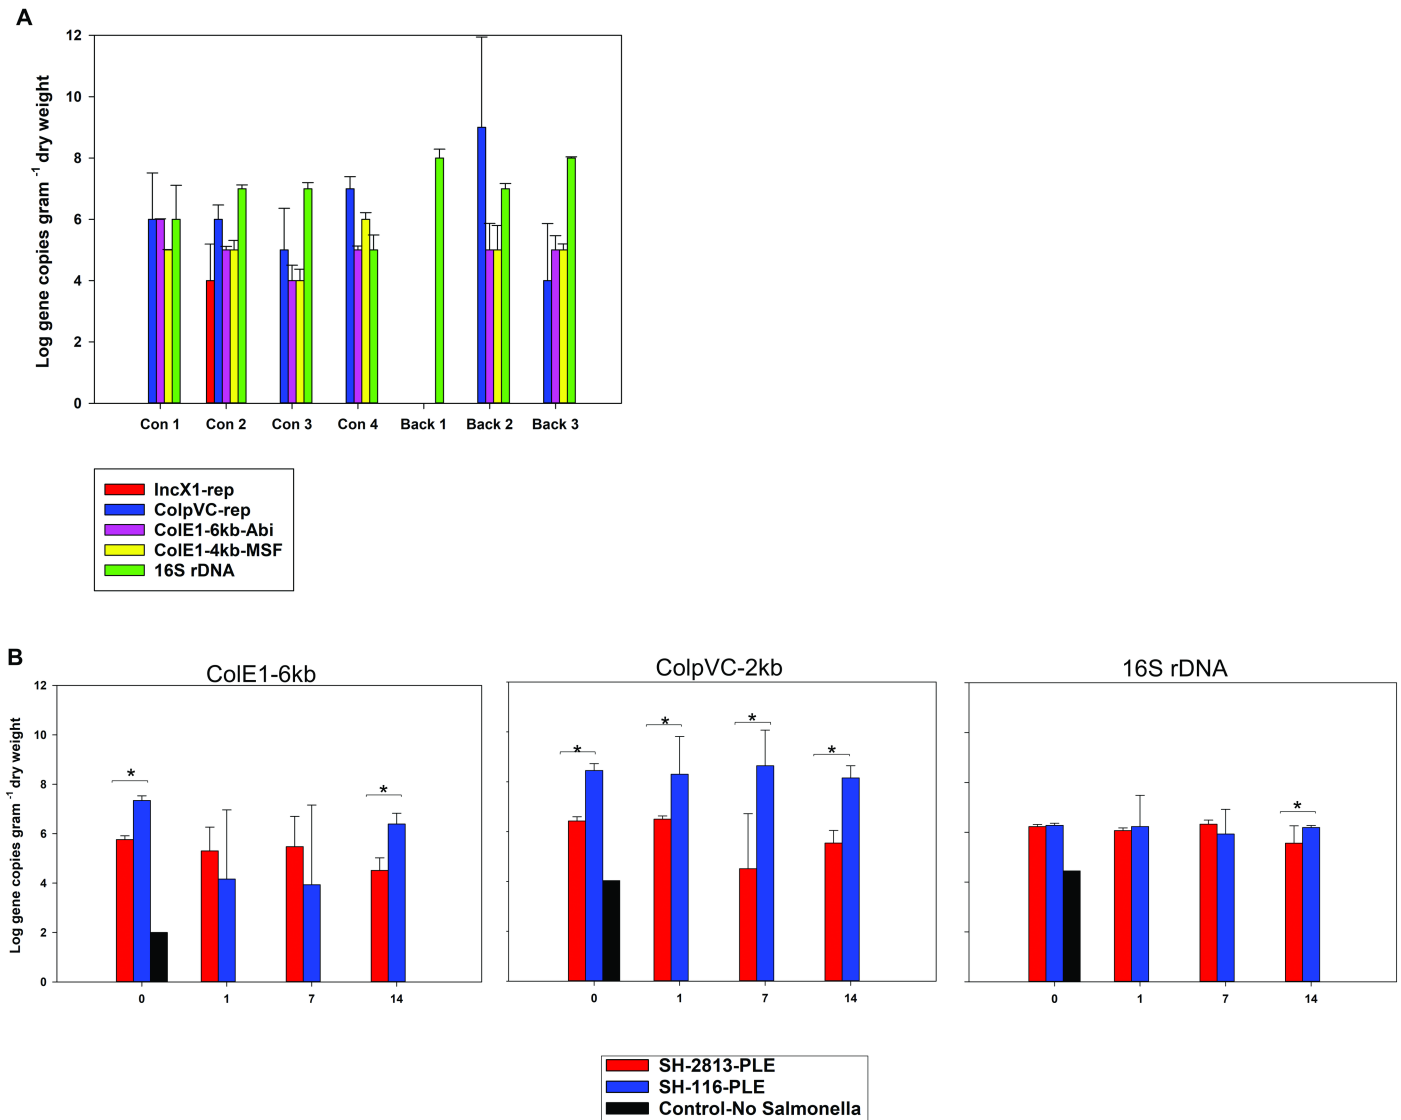 A
Log gene copies gram -1 dry weight
12
10
8
6
4
2
0
Con 1 Con 2 Con 3 Con 4 Back 1 Back 2 Back 3
IncX1-rep
ColpVC-rep
ColE1-6kb-Abi
ColE1-4kb-MSF
16S rDNA
B
ColE1-6kb
Log gene copies gram -1 dry weight
12
10
8
6
4
2
0
* *
0 1 7 14
ColpVC-2kb
* * * *
0 1 7 14
16S rDNA
*
0 1 7 14
SH-2813-PLE
SH-116-PLE
Control-No Salmonella